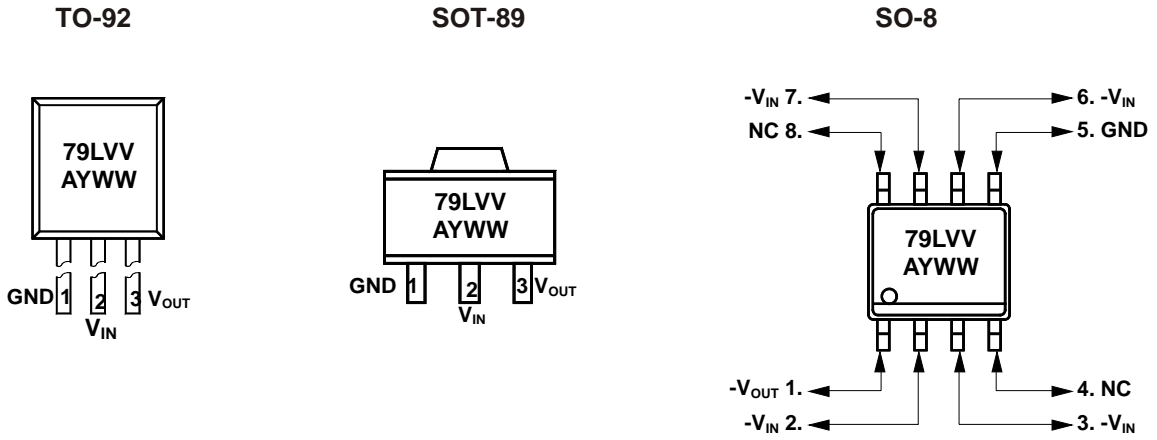 TO-92
79LVV
AYWW
GND 1 2 3 VOUT
VIN
SOT-89
79LVV
AYWW
GND 1 2 3 VOUT
VIN
SO-8
-VIN 7.
6. -VIN
NC 8.
5. GND
79LVV
AYWW
-VOUT 1.
4. NC
-VIN 2.
3. -VIN